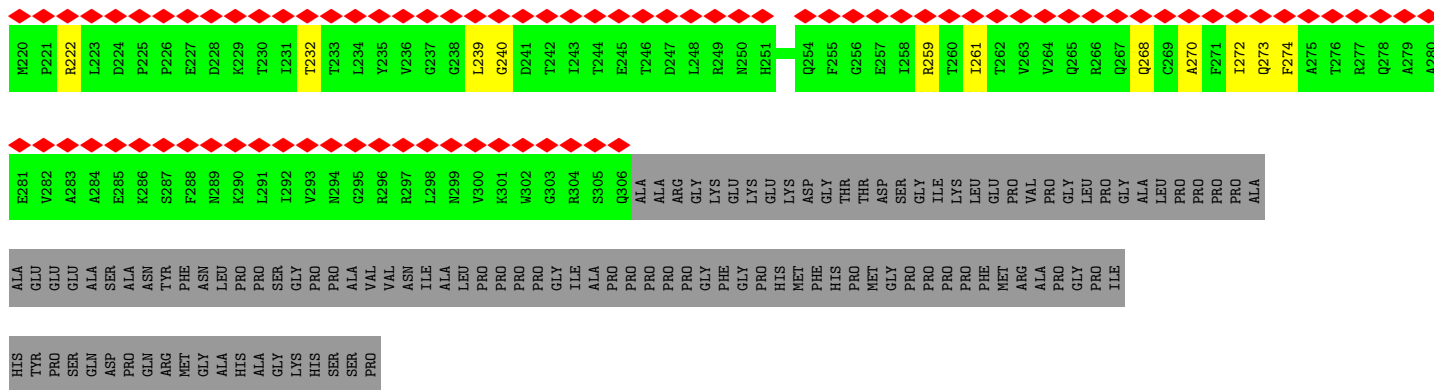 M220 P221 R222 L223 D224 P225 P226 E227 D228 K229 T230 I231 T232 T233 L234 Y235 V236 G237 G238 L239 G240 D241 T242 I243 T244 E245 T246 D247 L248 R249 N250 H251 Q254 F255 G256 E257 I258 R259 T260 I261 T262 V263 V264 Q265 R266 Q267 Q268 C269 A270 F271 I272 Q273 F274 A275 T276 R277 Q278 A279 A280
E281 V282 A283 A284 E285 K286 S287 F288 N289 K290 L291 I292 V293 N294 G295 R296 R297 L298 N299 V300 K301 W302 G303 R304 S305 Q306 ALA ALA ARG GLY LYS GLU LYS GLU LYS ASP GLY THR THR ASP SER GLY ILE LYS LEU GLU PRO VAL PRO GLY LEU PRO GLY ALA LEU PRO PRO PRO PRO ALA
ALA GLU GLU GLU ALA SER ALA ASN TYR PHE ASN LEU PRO PRO SER GLY PRO PRO ALA VAL VAL ASN ILE ALA LEU PRO PRO PRO PRO GLY ILE ALA PRO PRO PRO PRO PRO GLY PHE GLY PRO HIS MET PHE HIS PRO MET GLY PRO PRO PRO PRO PHE MET ARG ALA PRO GLY PRO ILE
HIS TYR PRO SER GLN ASP PRO GLN ARG MET GLY ALA HIS ALA GLY LYS HIS SER SER PRO